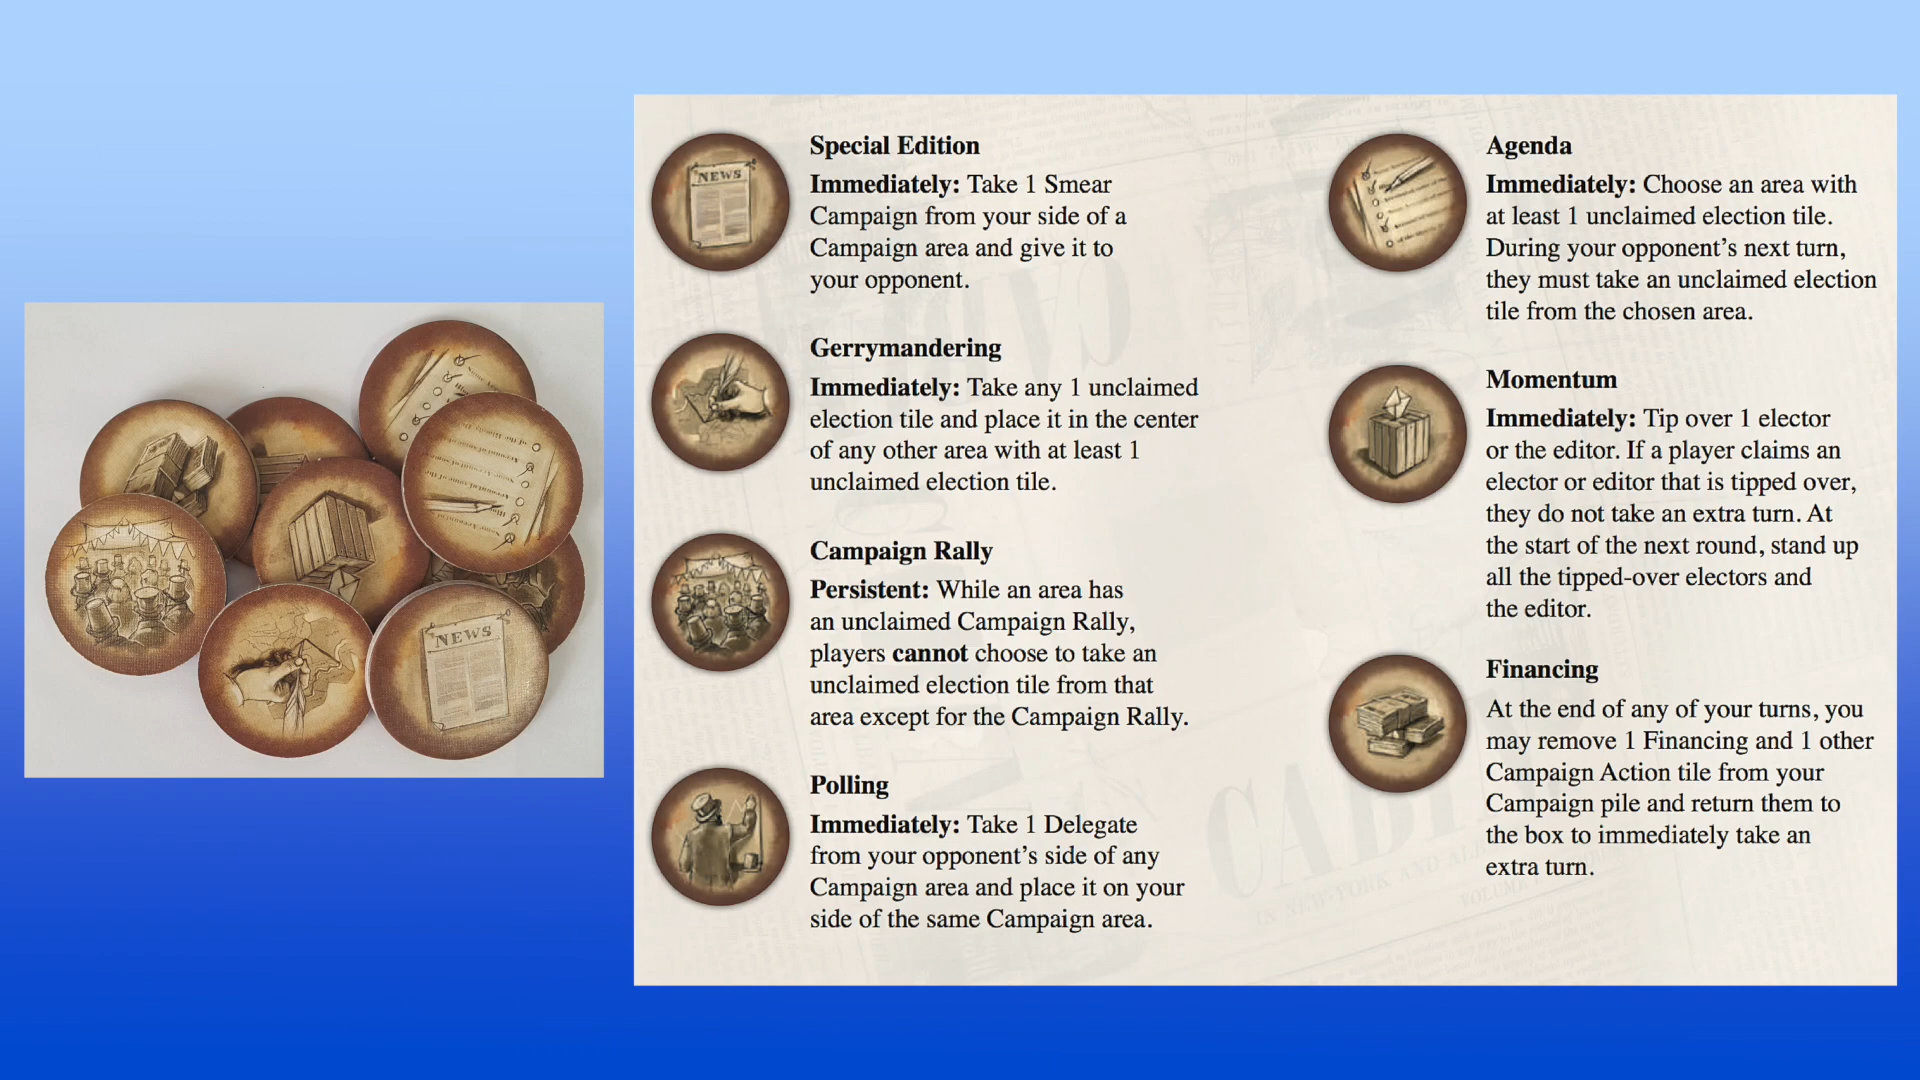 NEWS
NEWS
Special Edition
Immediately: Take 1 Smear
Campaign from your side of a
Campaign area and give it to
your opponent.
Gerrymandering
Immediately: Take any 1 unclaimed
election tile and place it in the center
of any other area with at least 1
unclaimed election tile.
Campaign Rally
Persistent: While an area has
an unclaimed Campaign Rally,
players cannot choose to take an
unclaimed election tile from that
area except for the Campaign Rally.
Polling
Immediately: Take 1 Delegate
from your opponent’s side of any
Campaign area and place it on your
side of the same Campaign area.
Agenda
Immediately: Choose an area with
at least 1 unclaimed election tile.
During your opponent’s next turn,
they must take an unclaimed election
tile from the chosen area.
Momentum
Immediately: Tip over 1 elector
or the editor. If a player claims an
elector or editor that is tipped over,
they do not take an extra turn. At
the start of the next round, stand up
all the tipped-over electors and
the editor.
Financing
At the end of any of your turns, you
may remove 1 Financing and 1 other
Campaign Action tile from your
Campaign pile and return them to
the box to immediately take an
extra turn.